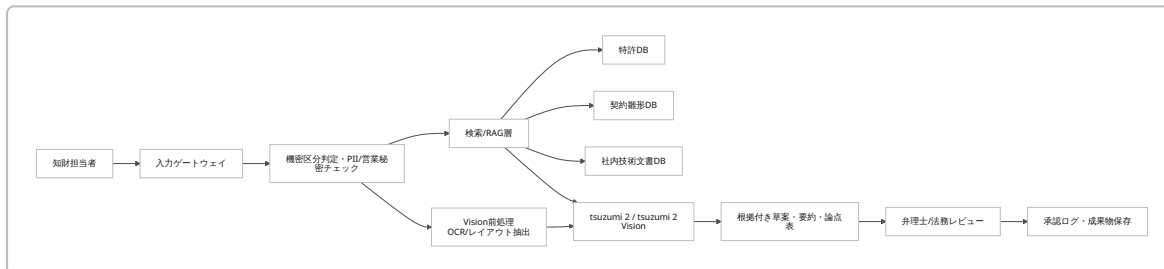 知財担当者
入力ゲートウェイ
機密区分判定・PII/営業秘
密チェック
検索/RAG層
特許DB
契約雛形DB
社内技術文書DB
Vision前処理
OCR/レイアウト抽出
tsuzumi 2 / tsuzumi 2
Vision
根拠付き草案・要約・論点
表
弁理士/法務レビュー
承認ログ・成果物保存